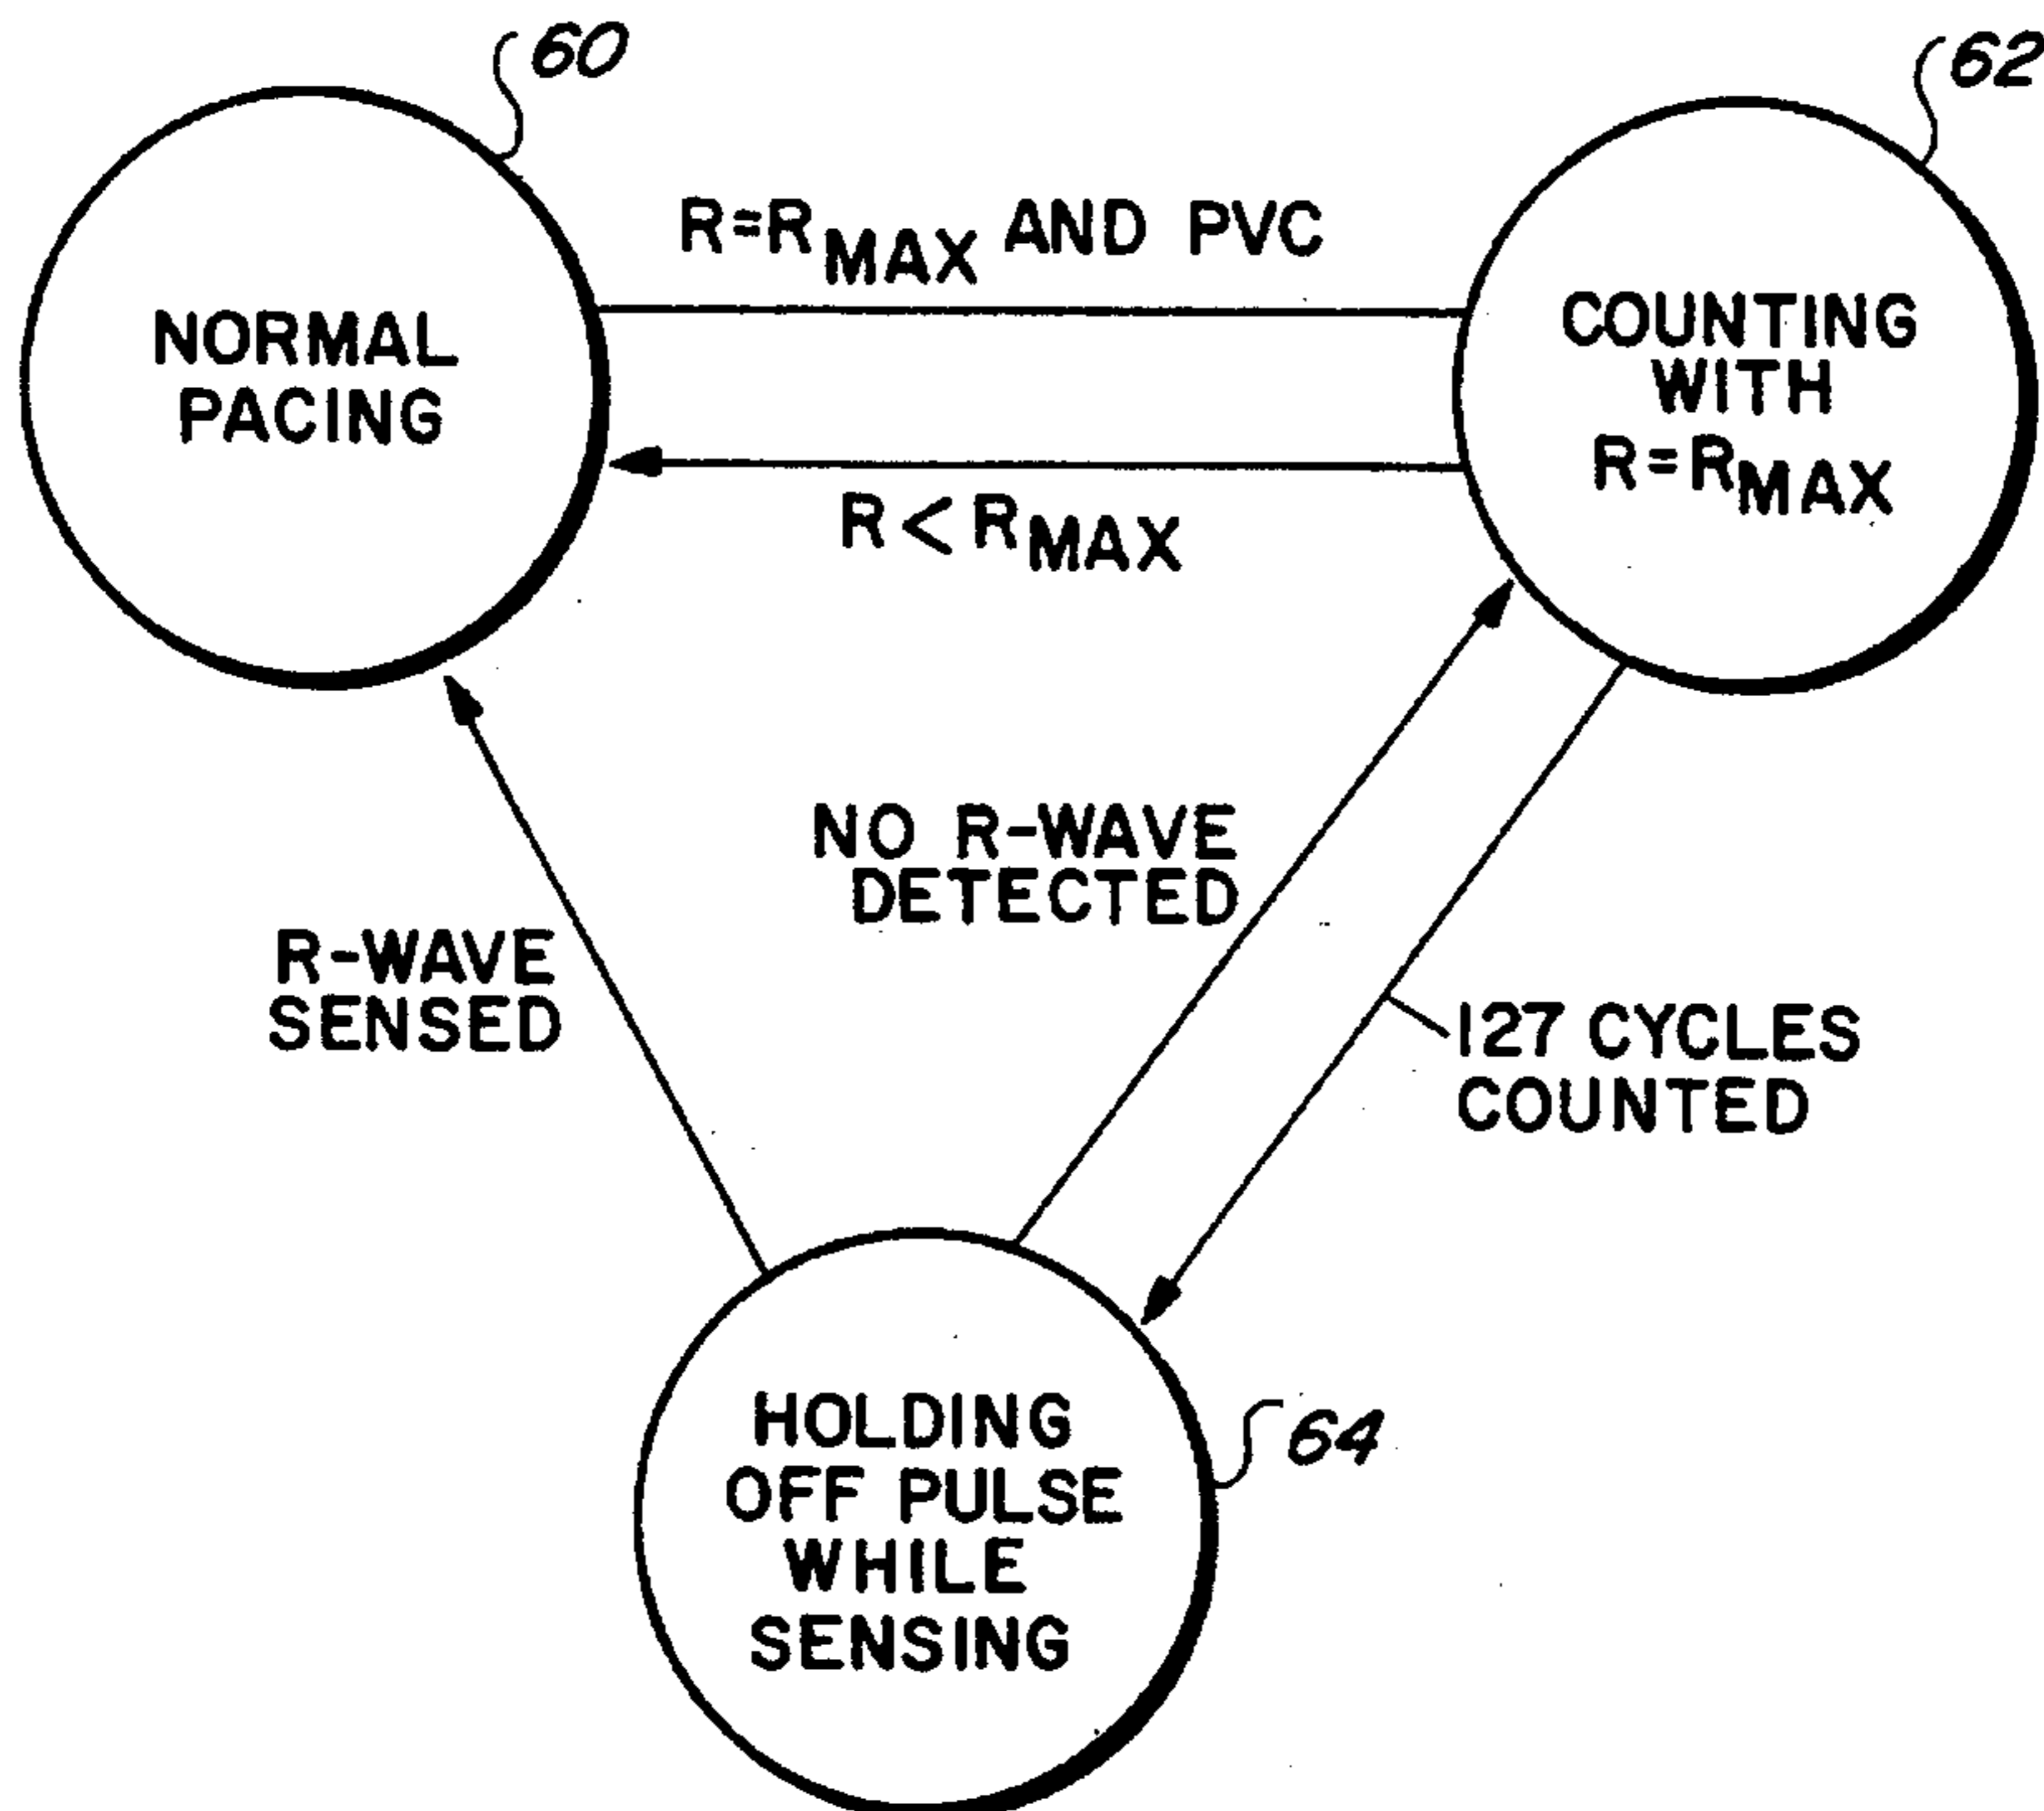 60
62
R=RMAX AND PVC
NORMAL
PACING
COUNTING
WITH
R=RMAX
R<RMAX
NO R-WAVE
DETECTED
R-WAVE
SENSED
127 CYCLES
COUNTED
HOLDING
OFF PULSE
WHILE
SENSING
64